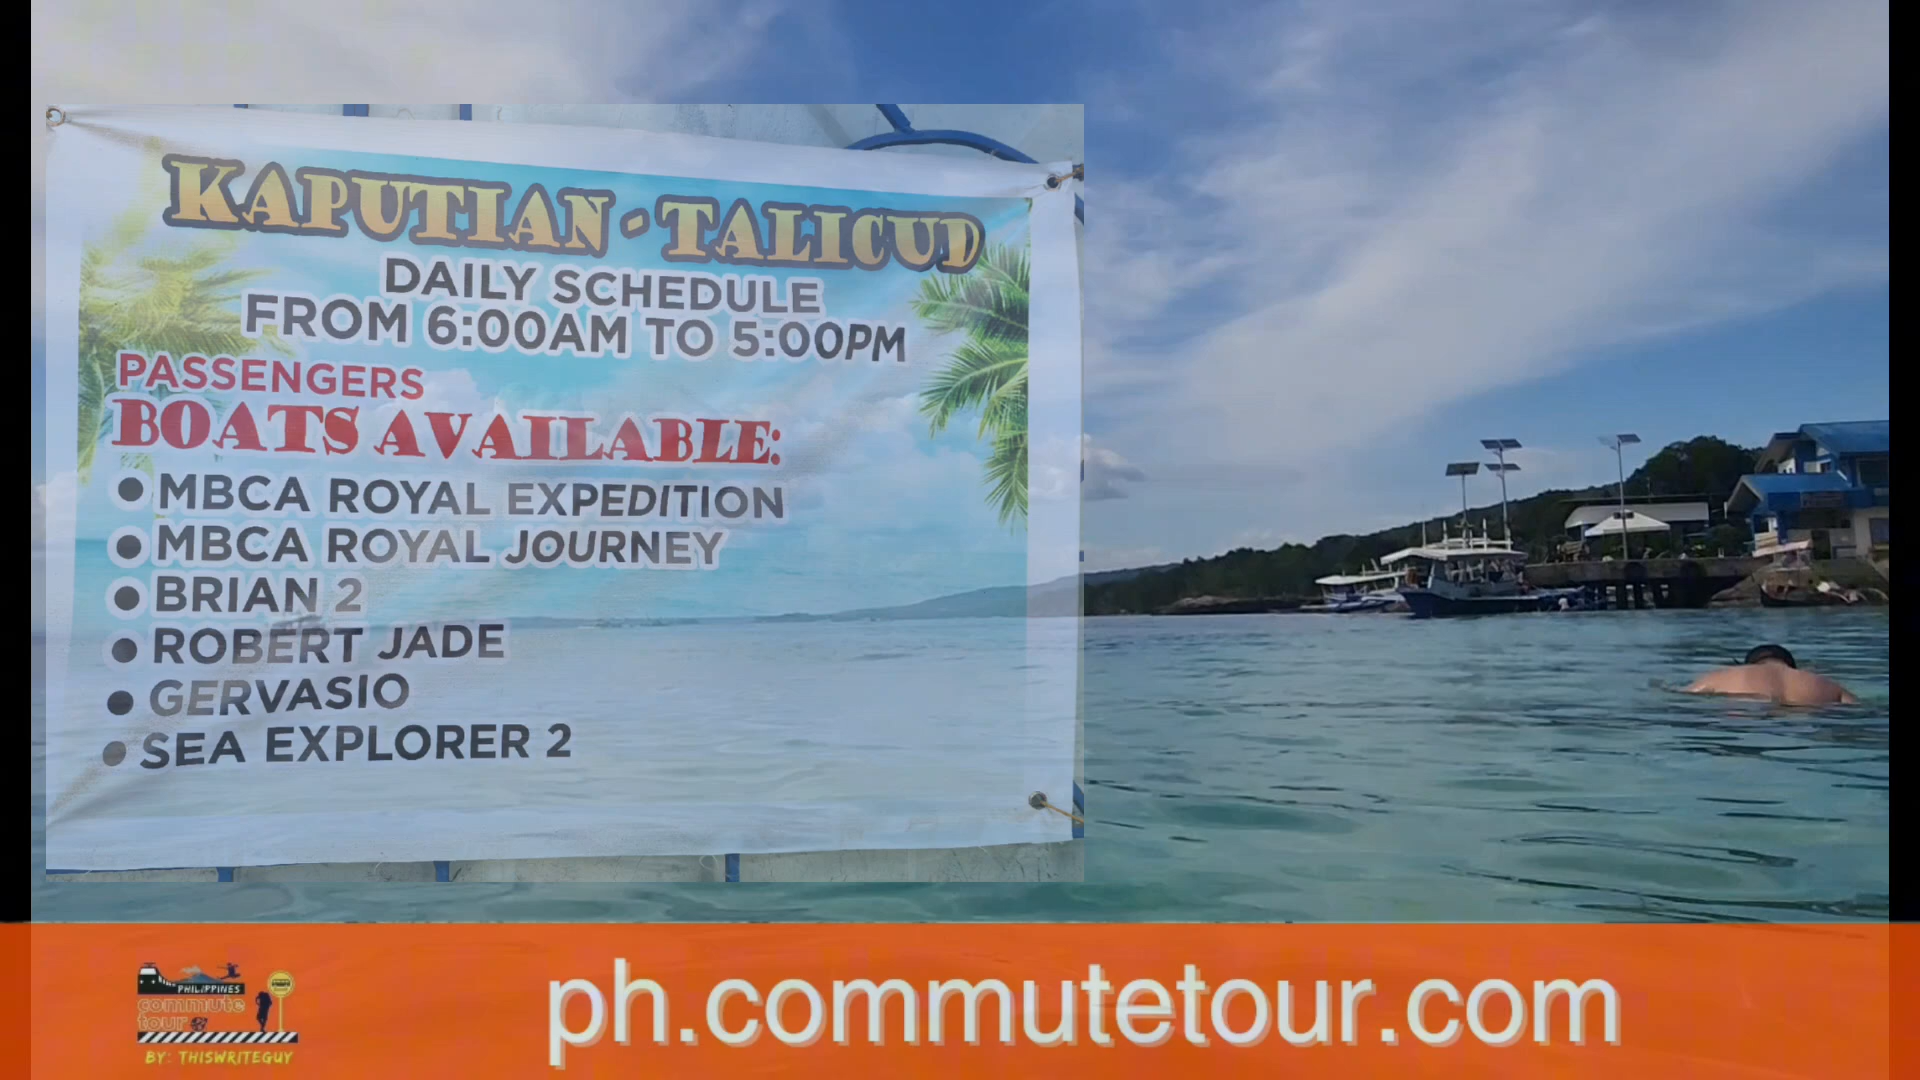 KAPUTIAN - TALICUD
DAILY SCHEDULE
FROM 6:00AM TO 5:00PM
PASSENGERS
BOATS AVAILABLE:
● MBCA ROYAL EXPEDITION
● MBCA ROYAL JOURNEY
● BRIAN 2
● ROBERT JADE
● GERVASIO
● SEA EXPLORER 2
PHILIPPINES
commute
tour
BY: THISWRITEGUY
ph.commutetour.com